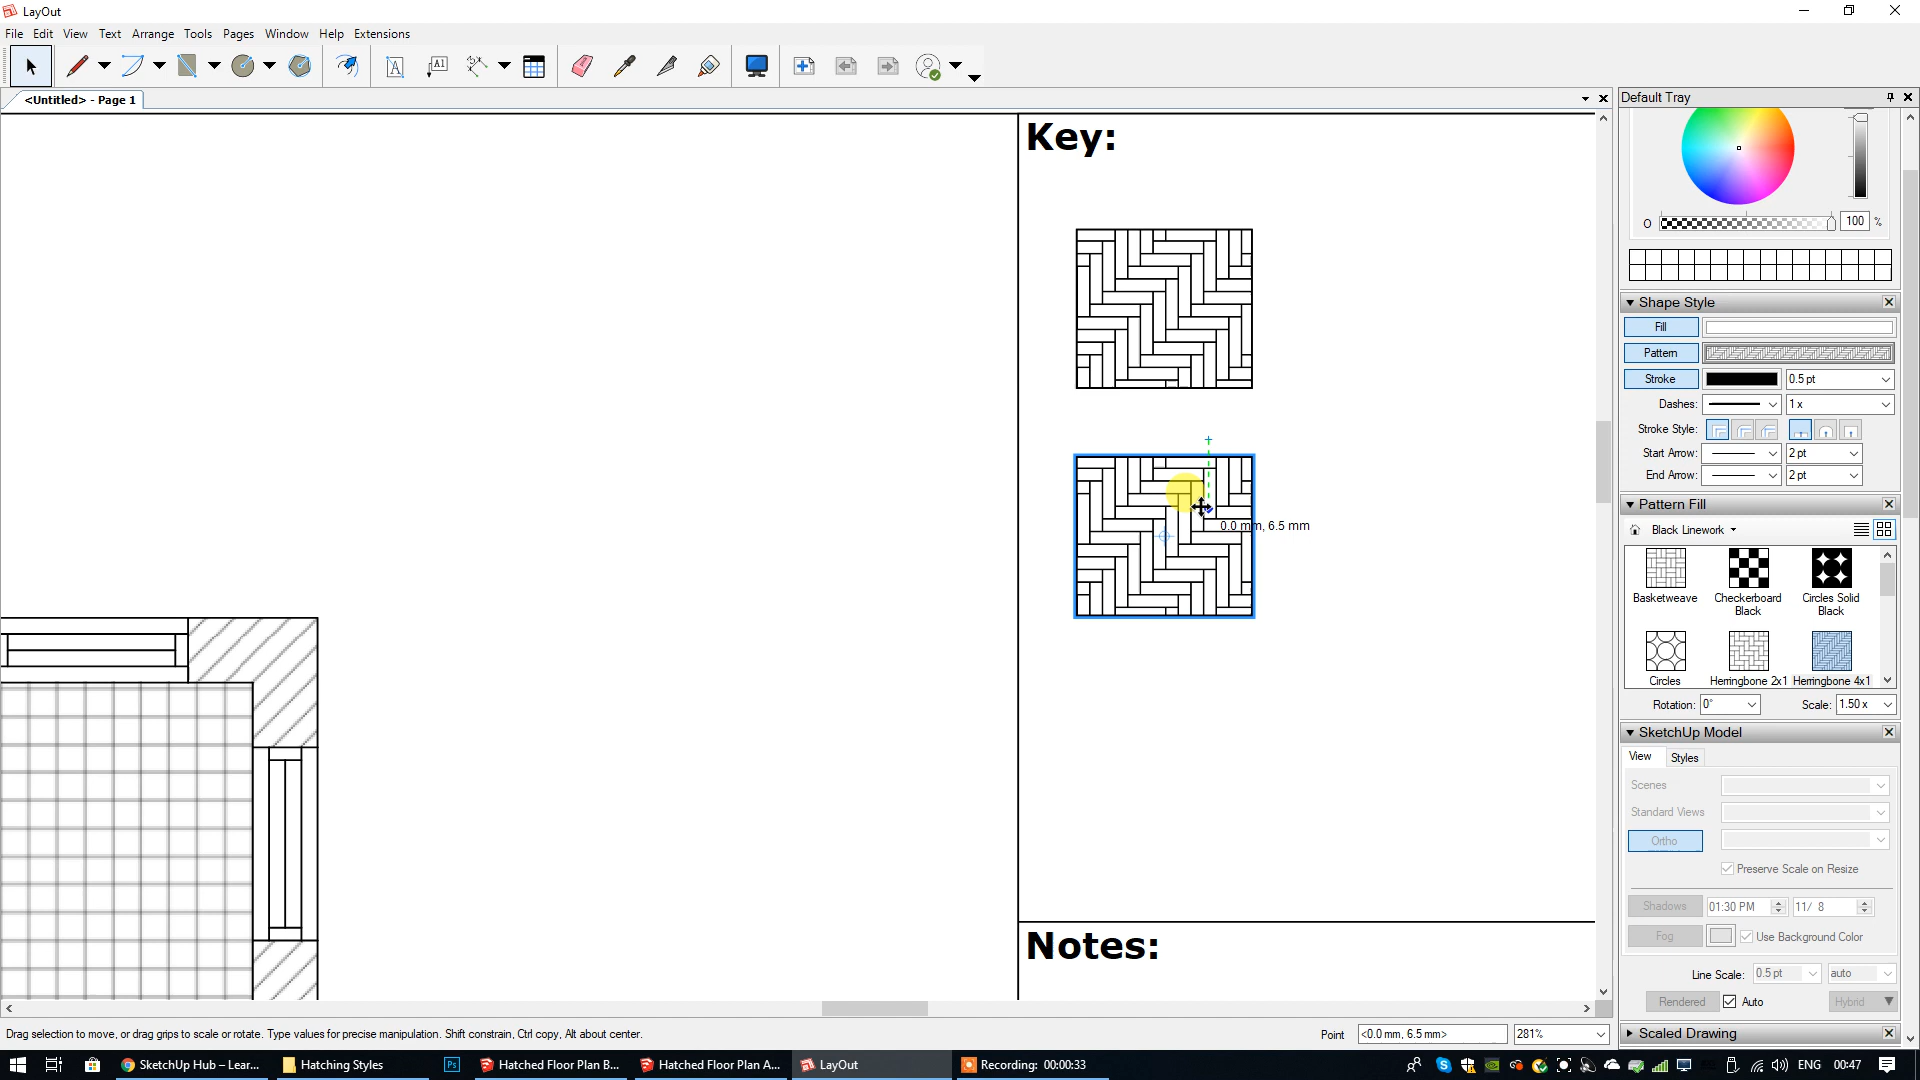 LayOut
File Edit View Text Arrange Tools Pages Window Help Extensions
A A1
<Untitled> - Page 1
Default Tray
Key:
O 100 %
Shape Style
Fill
Pattern
Stroke 0.5 pt
Dashes: 1 x
Stroke Style:
Start Arrow: 2 pt
End Arrow: 2 pt
Pattern Fill
Black Linework
Basketweave Checkerboard Black Circles Solid Black
Circles Herringbone 2x1 Herringbone 4x1
Rotation: 0° Scale: 1.50 x
0.0 mm, 6.5 mm
SketchUp Model
View Styles
Scenes
Standard Views
Ortho
Preserve Scale on Resize
Shadows 01:30 PM 11/ 8
Fog Use Background Color
Line Scale: 0.5 pt auto
Rendered Auto Hybrid
Scaled Drawing
Notes:
Drag selection to move, or drag grips to scale or rotate. Type values for precise manipulation. Shift constrain, Ctrl copy, Alt about center.
Point <0.0 mm, 6.5 mm> 281%
SketchUp Hub – Lear... Hatching Styles Ps Hatched Floor Plan B... Hatched Floor Plan A... LayOut Recording: 00:00:33 ENG 00:47